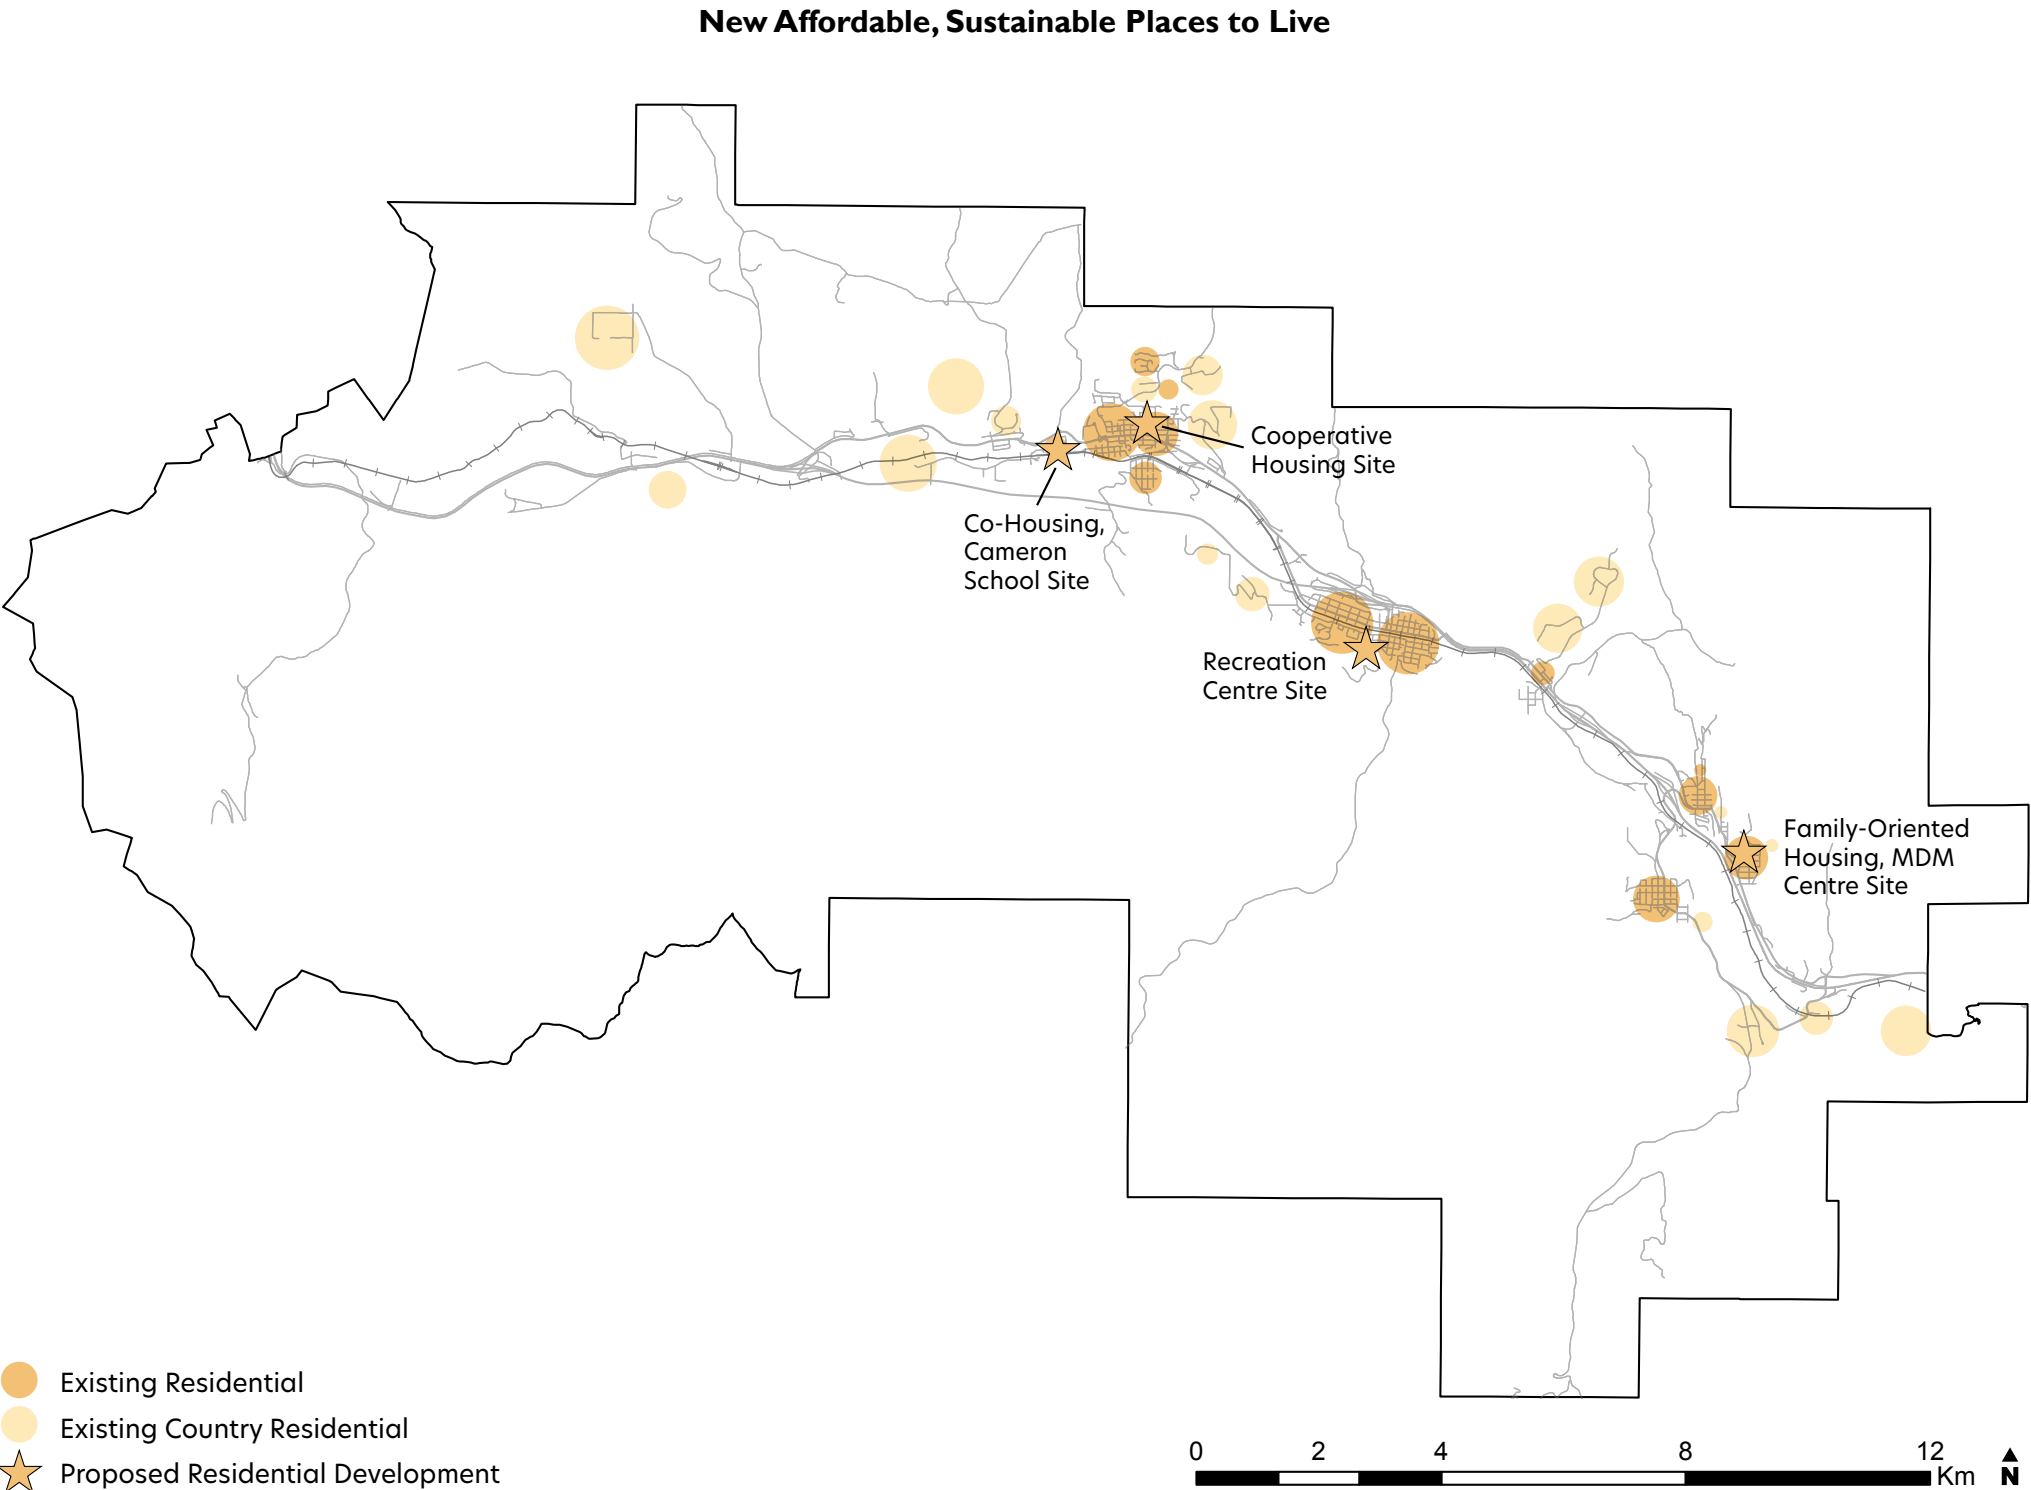 New Affordable, Sustainable Places to Live
Cooperative
Housing Site
Co-Housing,
Cameron
School Site
Recreation
Centre Site
Family-Oriented
Housing, MDM
Centre Site
Existing Residential
Existing Country Residential
Proposed Residential Development
0 2 4 8 12
Km
N